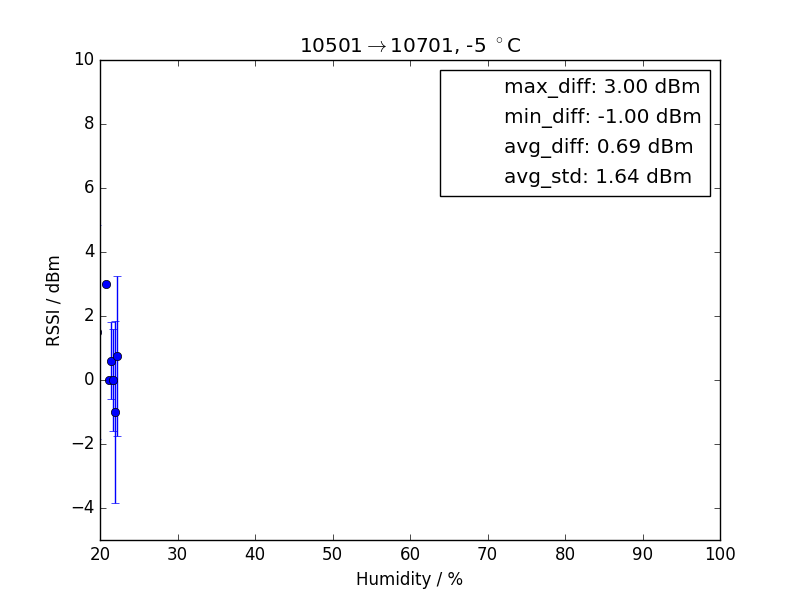 10501→10701, -5 °C
max_diff: 3.00 dBm
min_diff: -1.00 dBm
avg_diff: 0.69 dBm
avg_std: 1.64 dBm
10
8
6
4
2
0
−2
−4
RSSI / dBm
20 30 40 50 60 70 80 90 100
Humidity / %